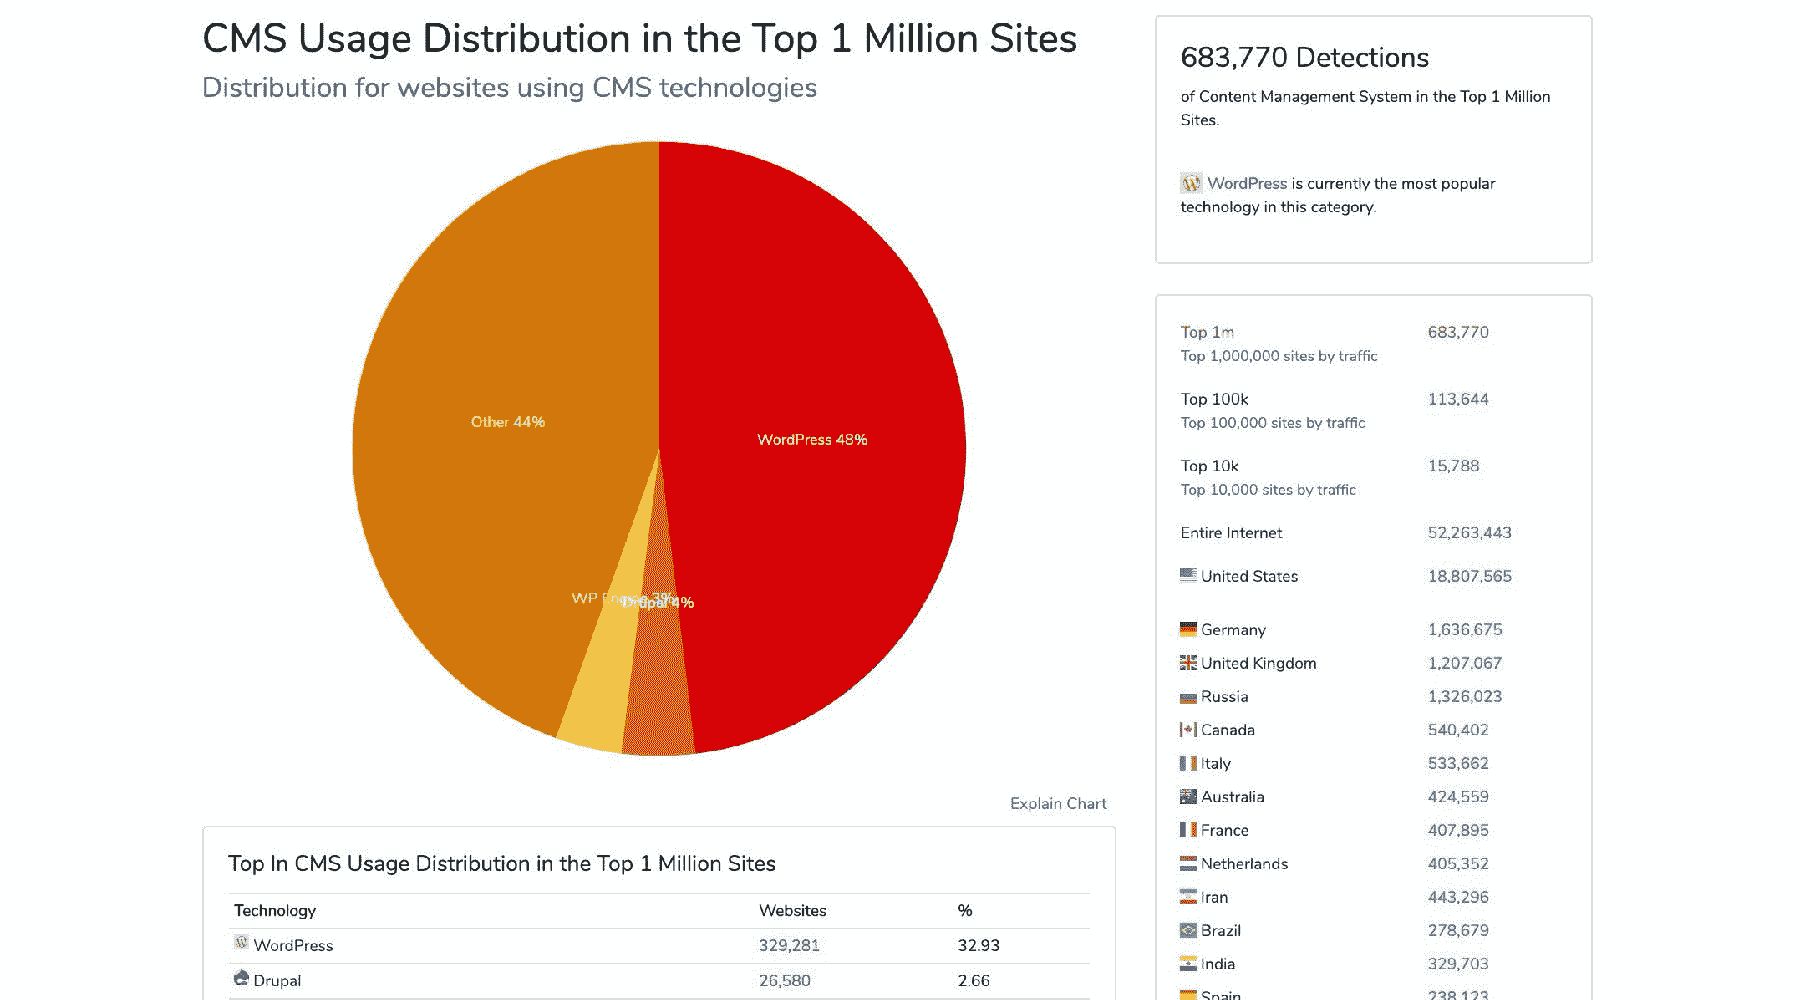 CMS Usage Distribution in the Top 1 Million Sites
Distribution for websites using CMS technologies
Other 44%
WordPress 48%
WP Engine 3%
Drupal 4%
Explain Chart
Top In CMS Usage Distribution in the Top 1 Million Sites
Technology Websites %
WordPress 329,281 32.93
Drupal 26,580 2.66
683,770 Detections
of Content Management System in the Top 1 Million
Sites.
WordPress is currently the most popular
technology in this category.
Top 1m 683,770
Top 1,000,000 sites by traffic
Top 100k 113,644
Top 100,000 sites by traffic
Top 10k 15,788
Top 10,000 sites by traffic
Entire Internet 52,263,443
United States 18,807,565
Germany 1,636,675
United Kingdom 1,207,067
Russia 1,326,023
Canada 540,402
Italy 533,662
Australia 424,559
France 407,895
Netherlands 405,352
Iran 443,296
Brazil 278,679
India 329,703
Spain 238,123